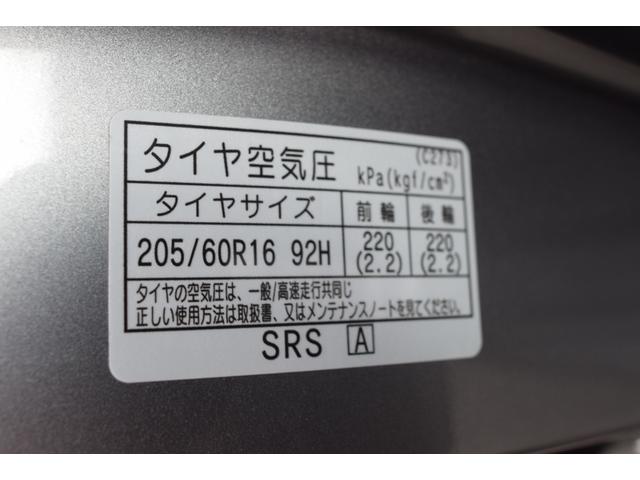 タイヤ空気圧 (C273) kPa(kgf/cm²)
タイヤサイズ 前輪 後輪
205/60R16 92H 220 (2.2) 220 (2.2)
タイヤの空気圧は、一般/高速走行共同じ
正しい使用方法は取扱書、又はメンテナンスノートを見てください。
SRS A